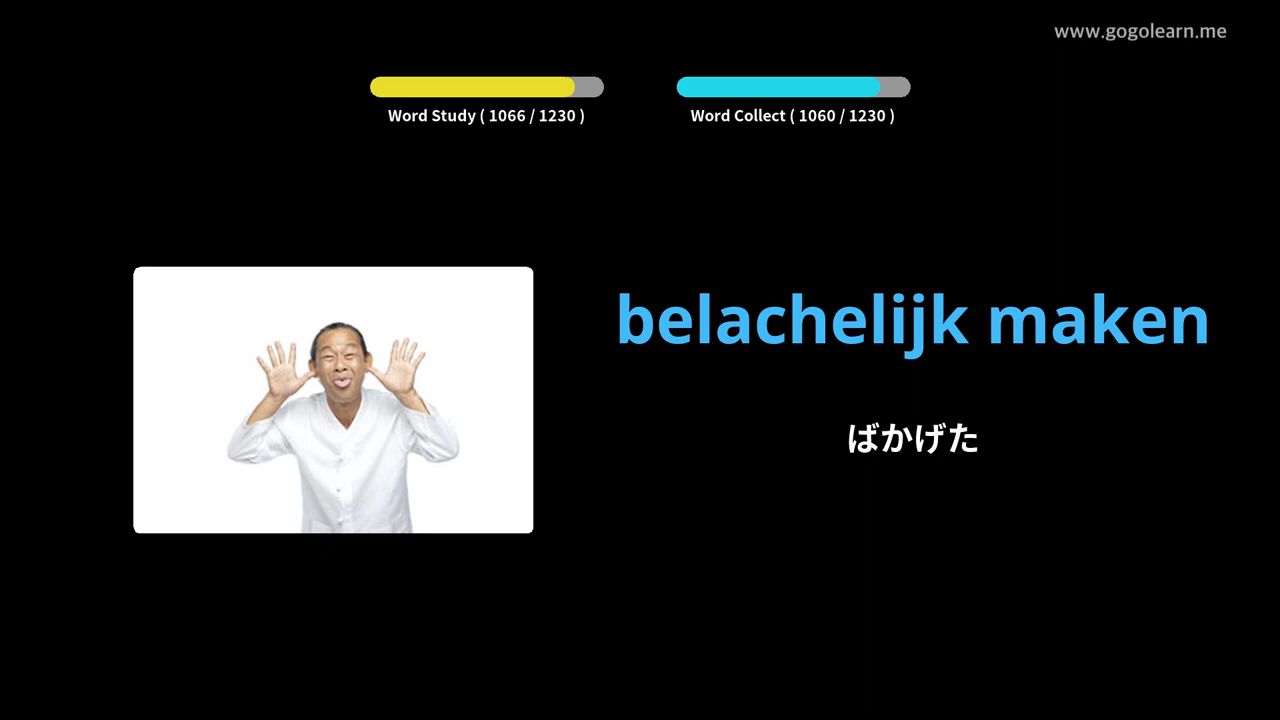 www.gogolearn.me
Word Study ( 1066 / 1230 )
Word Collect ( 1060 / 1230 )
belachelijk maken
ばかげた